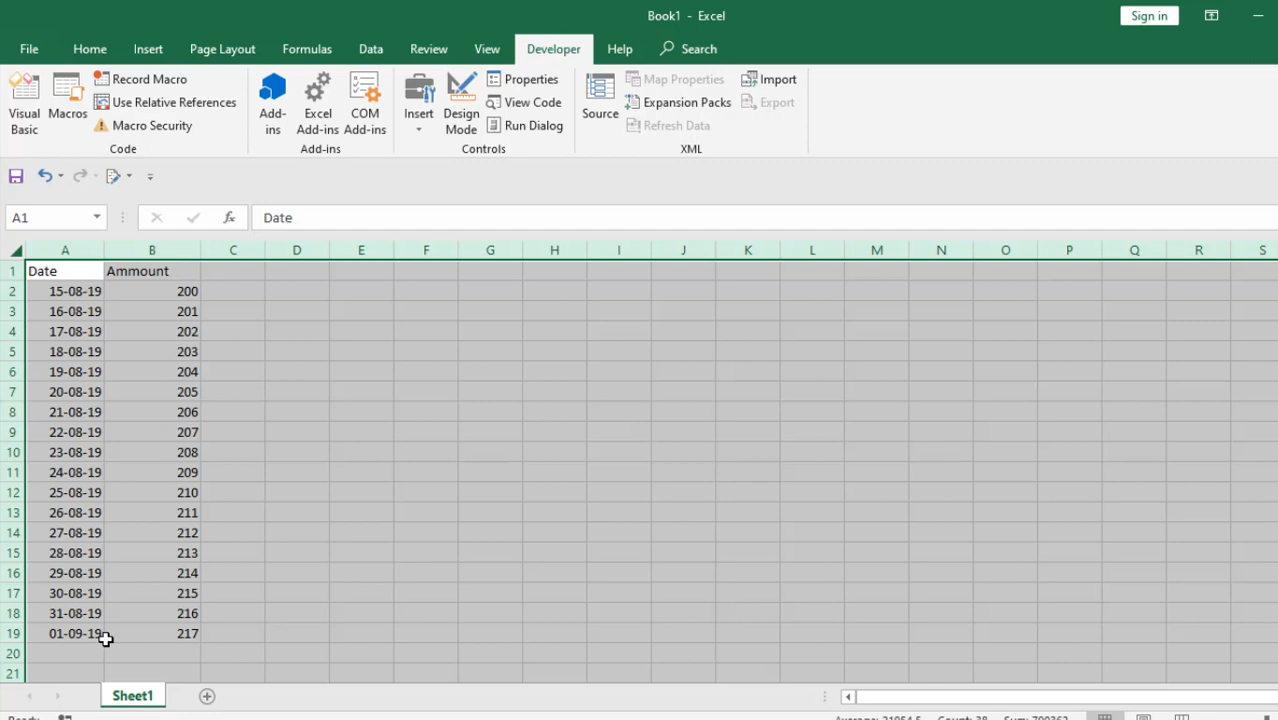 Book1 - Excel
Sign in
File Home Insert Page Layout Formulas Data Review View Developer Help Search
Visual Basic
Macros
Record Macro
Use Relative References
Macro Security
Code
Add-ins
Excel Add-ins
COM Add-ins
Add-ins
Insert
Design Mode
Properties
View Code
Run Dialog
Controls
Source
Map Properties
Expansion Packs
Refresh Data
Import
Export
XML
A1 fx Date
A B C D E F G H I J K L M N O P Q R S
1 Date Ammount
2 15-08-19 200
3 16-08-19 201
4 17-08-19 202
5 18-08-19 203
6 19-08-19 204
7 20-08-19 205
8 21-08-19 206
9 22-08-19 207
10 23-08-19 208
11 24-08-19 209
12 25-08-19 210
13 26-08-19 211
14 27-08-19 212
15 28-08-19 213
16 29-08-19 214
17 30-08-19 215
18 31-08-19 216
19 01-09-19 217
20
21
Sheet1
Ready Average: 21954.5 Count: 38 Sum: 790362